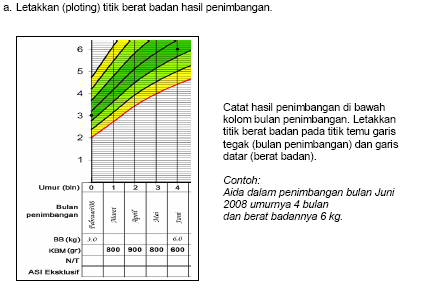 a. Letakkan (ploting) titik berat badan hasil penimbangan.
6
5
4
3
2
1
Umur (bln) 0 1 2 3 4
Bulan penimbangan Februari 08 Maret April Mei Juni
BB (kg) 3.0 6.0
KBM (gr) 800 900 800 600
N/T
ASI Eksklusif
Catat hasil penimbangan di bawah
kolom bulan penimbangan. Letakkan
titik berat badan pada titik temu garis
tegak (bulan penimbangan) dan garis
datar (berat badan).
Contoh:
Aida dalam penimbangan bulan Juni
2008 umurnya 4 bulan
dan berat badannya 6 kg.